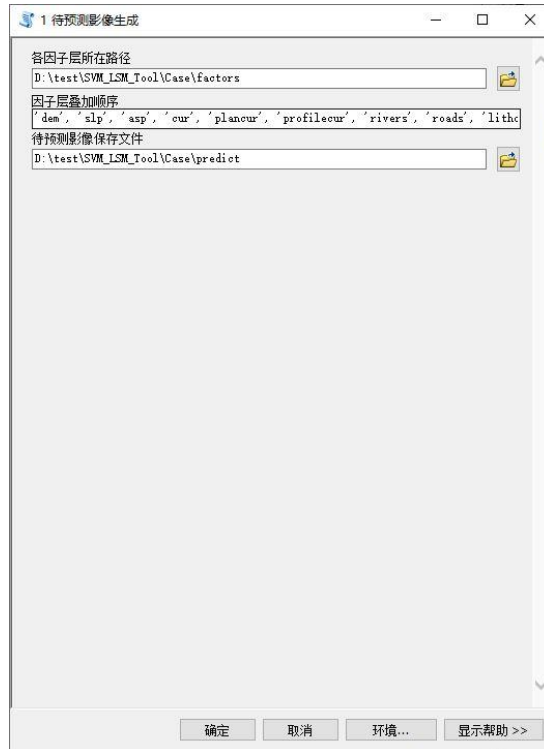 1 待预测影像生成
各因子层所在路径
D:\test\SVM_LSM_Tool\Case\factors
因子层叠加顺序
'dem', 'slp', 'asp', 'cur', 'plancur', 'profilecur', 'rivers', 'roads', 'litho
待预测影像保存文件
D:\test\SVM_LSM_Tool\Case\predict
确定 取消 环境... 显示帮助 >>